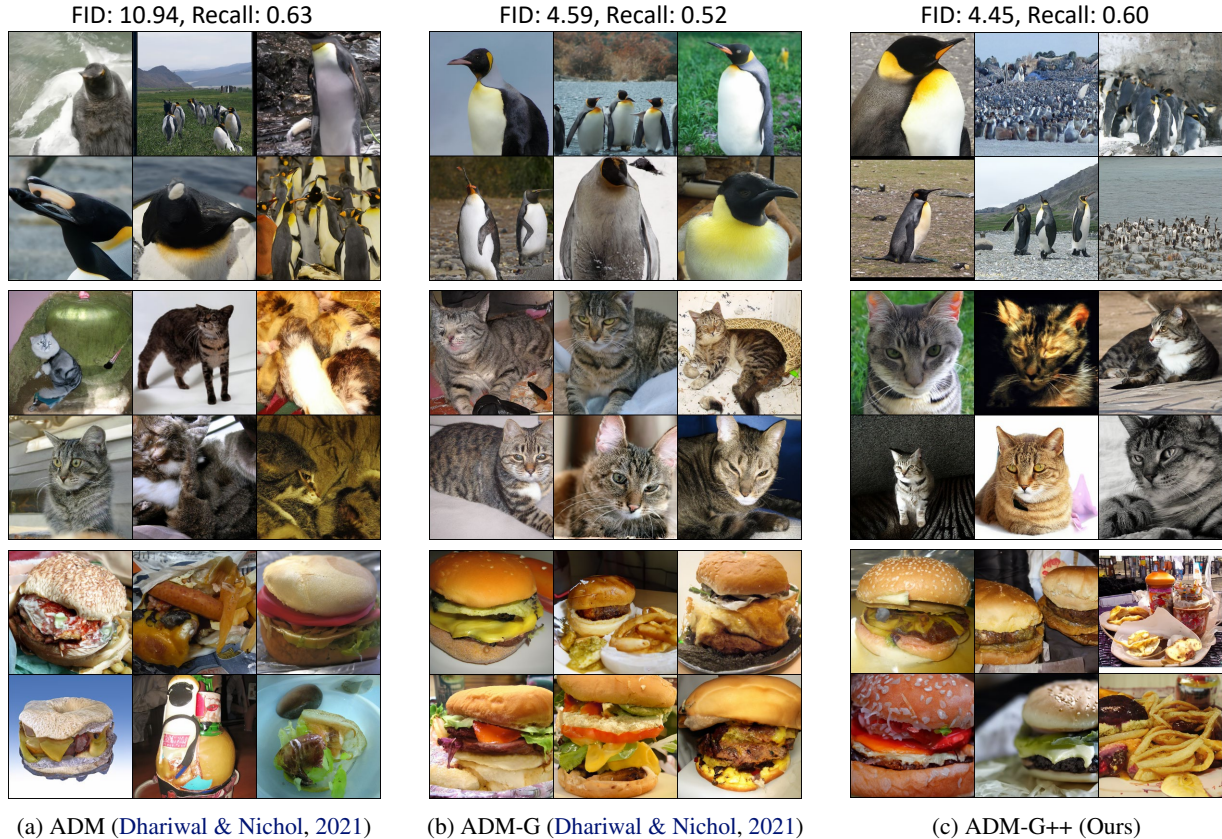 FID: 10.94, Recall: 0.63
FID: 4.59, Recall: 0.52
FID: 4.45, Recall: 0.60
(a) ADM (Dhariwal & Nichol, 2021)
(b) ADM-G (Dhariwal & Nichol, 2021)
(c) ADM-G++ (Ours)